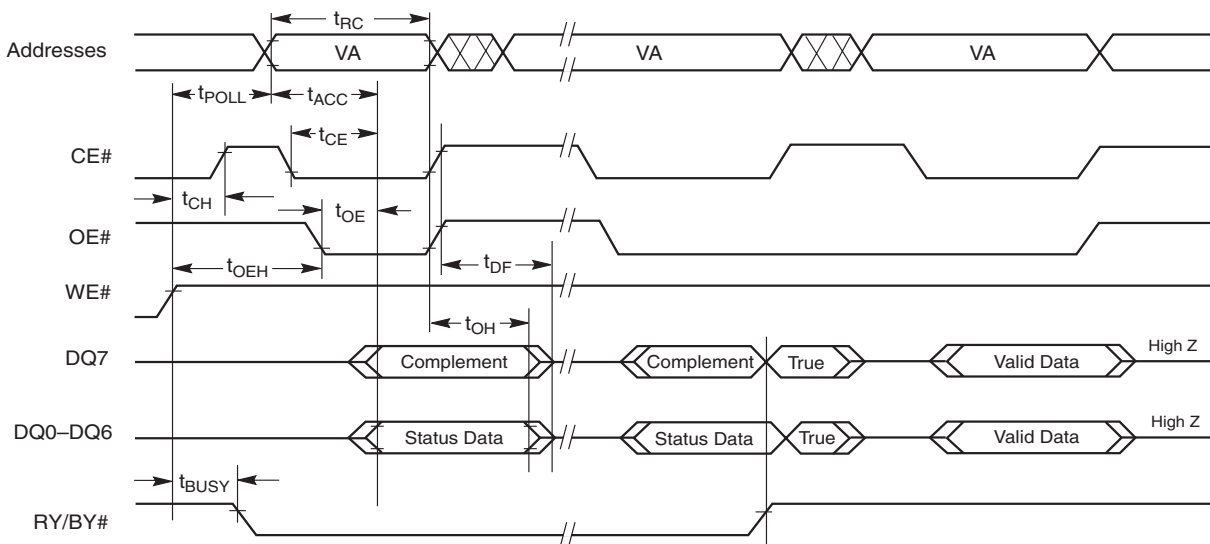 tRC
Addresses VA VA VA
tPOLL tACC
tCE
CE#
tCH
tOE
OE#
tOEH tDF
WE#
tOH
DQ7 Complement Complement True Valid Data High Z
DQ0–DQ6 Status Data Status Data True Valid Data High Z
tBUSY
RY/BY#